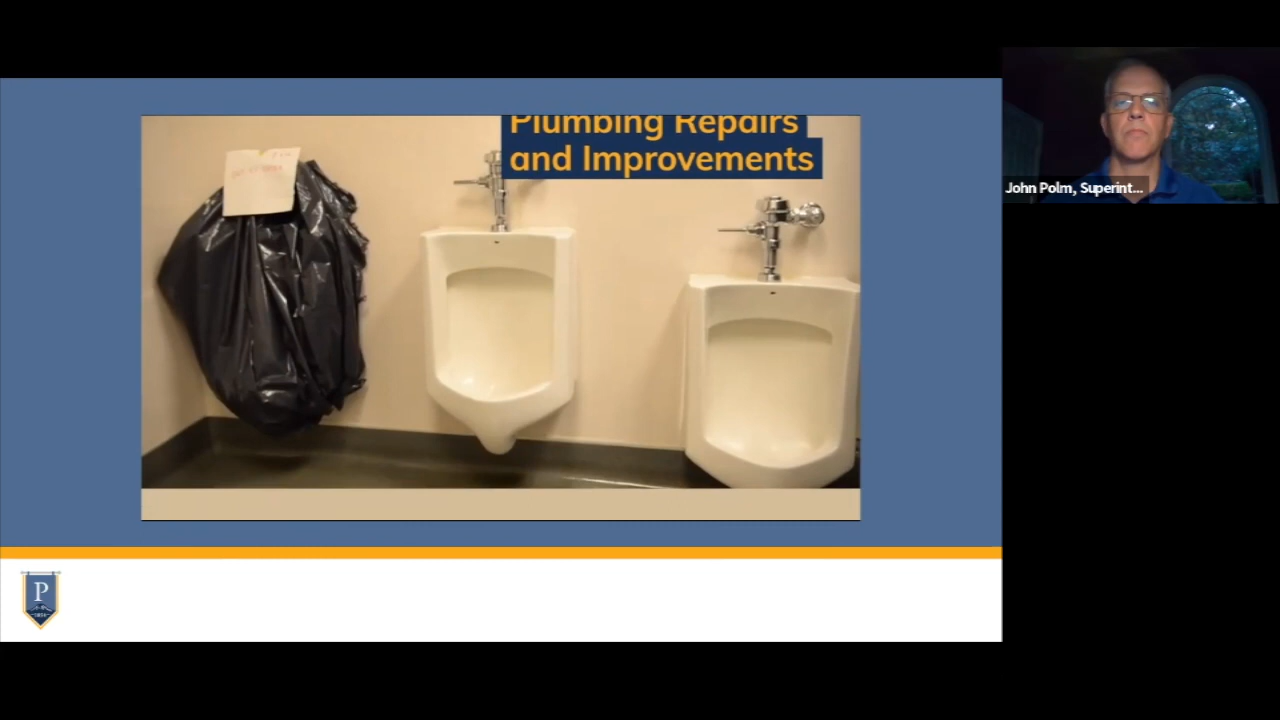 Plumbing Repairs
and Improvements
John Polm, Superint...
P